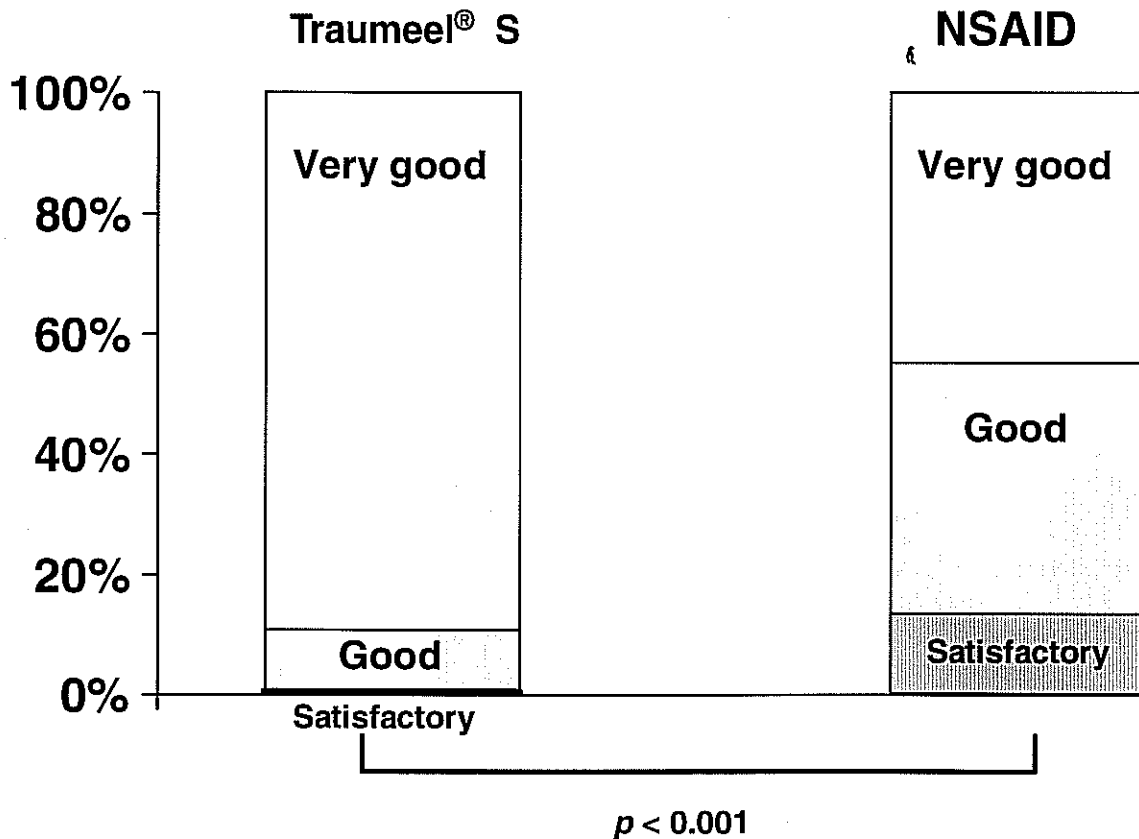 Traumeel® S
NSAID
100%
80%
60%
40%
20%
0%
Very good
Good
Satisfactory
Very good
Good
Satisfactory
p < 0.001